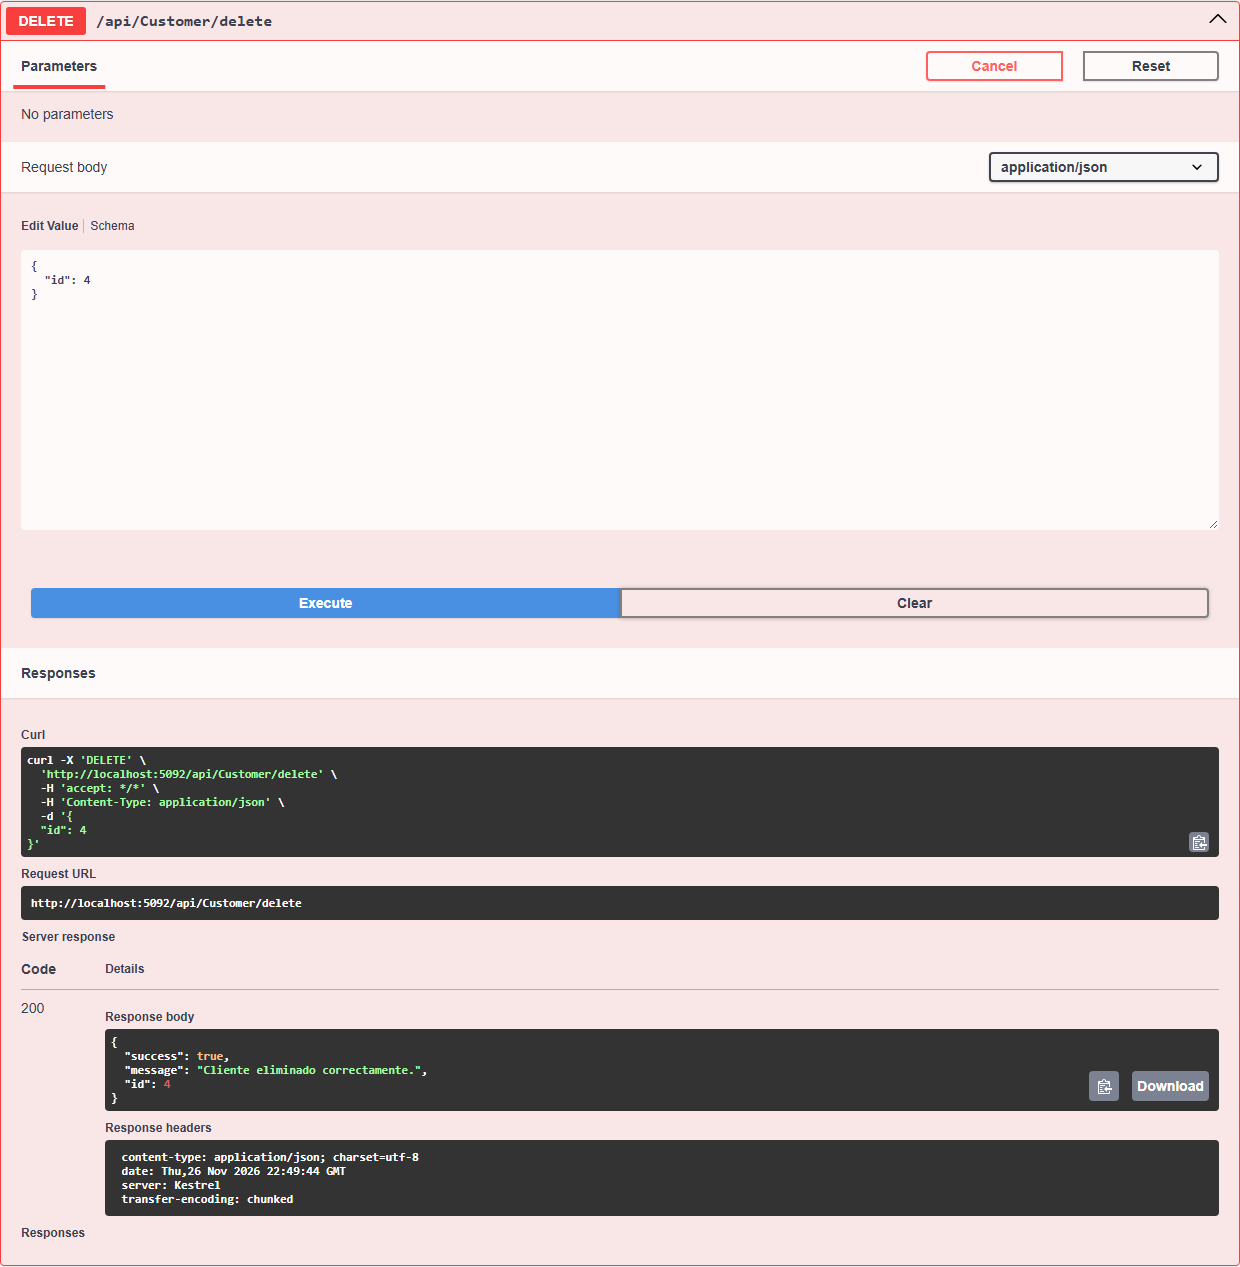 DELETE /api/Customer/delete
Parameters
Cancel
Reset
No parameters
Request body
application/json
Edit Value
Schema
{
  "id": 4
}
Execute
Clear
Responses
Curl
curl -X 'DELETE' \
  'http://localhost:5092/api/Customer/delete' \
  -H 'accept: */*' \
  -H 'Content-Type: application/json' \
  -d '{
  "id": 4
}'
Request URL
http://localhost:5092/api/Customer/delete
Server response
Code
Details
200
Response body
{
  "success": true,
  "message": "Cliente eliminado correctamente.",
  "id": 4
}
Download
Response headers
content-type: application/json; charset=utf-8
date: Thu,26 Nov 2026 22:49:44 GMT
server: Kestrel
transfer-encoding: chunked
Responses